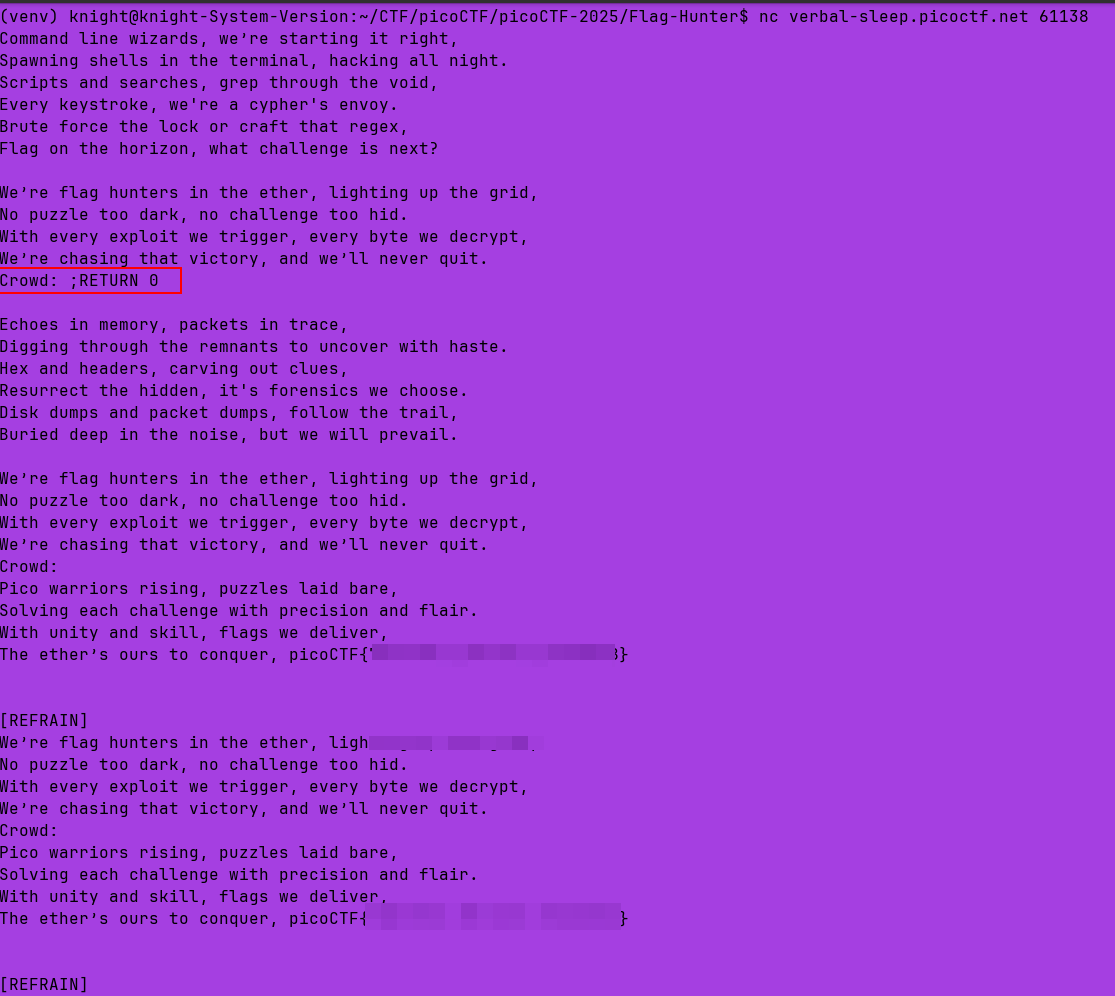 (venv) knight@knight-System-Version:~/CTF/picoCTF/picoCTF-2025/Flag-Hunter$ nc verbal-sleep.picoctf.net 61138
Command line wizards, we’re starting it right,
Spawning shells in the terminal, hacking all night.
Scripts and searches, grep through the void,
Every keystroke, we're a cypher's envoy.
Brute force the lock or craft that regex,
Flag on the horizon, what challenge is next?
We’re flag hunters in the ether, lighting up the grid,
No puzzle too dark, no challenge too hid.
With every exploit we trigger, every byte we decrypt,
We’re chasing that victory, and we’ll never quit.
Crowd: ;RETURN 0
Echoes in memory, packets in trace,
Digging through the remnants to uncover with haste.
Hex and headers, carving out clues,
Resurrect the hidden, it's forensics we choose.
Disk dumps and packet dumps, follow the trail,
Buried deep in the noise, but we will prevail.
We’re flag hunters in the ether, lighting up the grid,
No puzzle too dark, no challenge too hid.
With every exploit we trigger, every byte we decrypt,
We’re chasing that victory, and we’ll never quit.
Crowd:
Pico warriors rising, puzzles laid bare,
Solving each challenge with precision and flair.
With unity and skill, flags we deliver,
The ether’s ours to conquer, picoCTF{ }
[REFRAIN]
We’re flag hunters in the ether,
No puzzle too dark, no challenge too hid.
With every exploit we trigger, every byte we decrypt,
We’re chasing that victory, and we’ll never quit.
Crowd:
Pico warriors rising, puzzles laid bare,
Solving each challenge with precision and flair.
With unity and skill, flags we deliver,
The ether’s ours to conquer, picoCTF{ }
[REFRAIN]